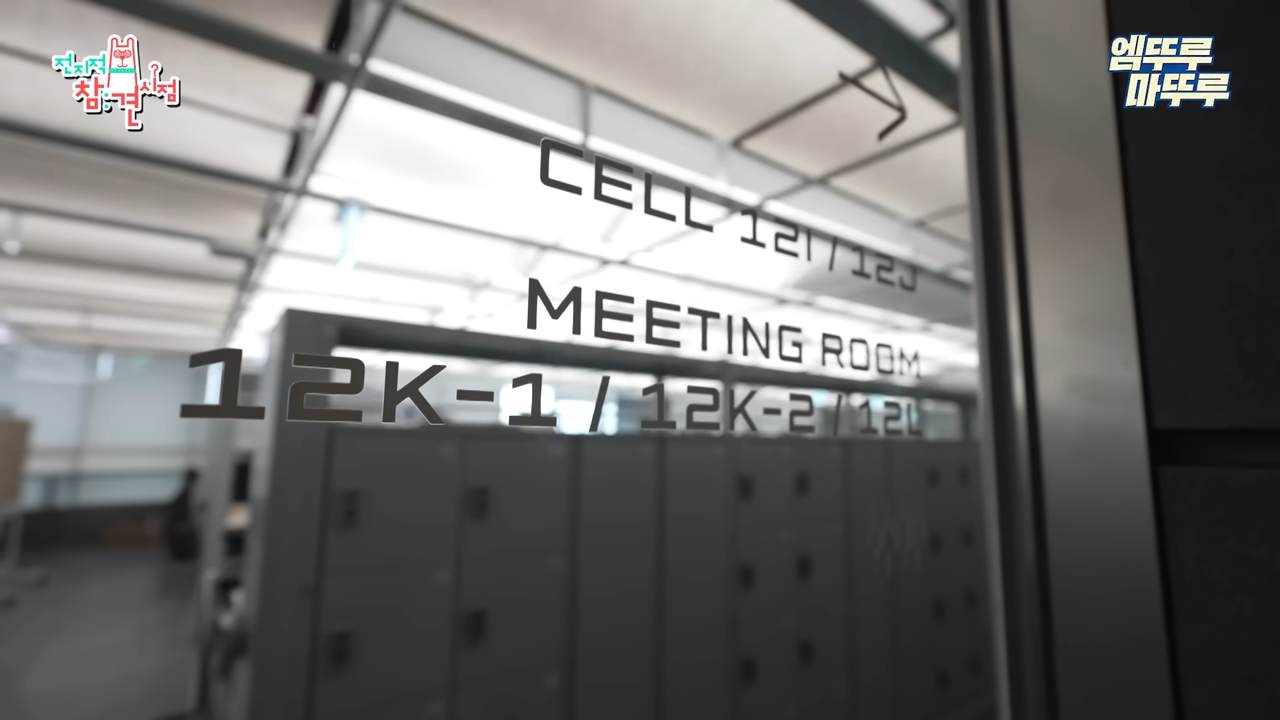 전지적
참견
시점
엠뚜루
마뚜루
CELL 12I / 12J
MEETING ROOM
12K-1 / 12K-2 / 12L